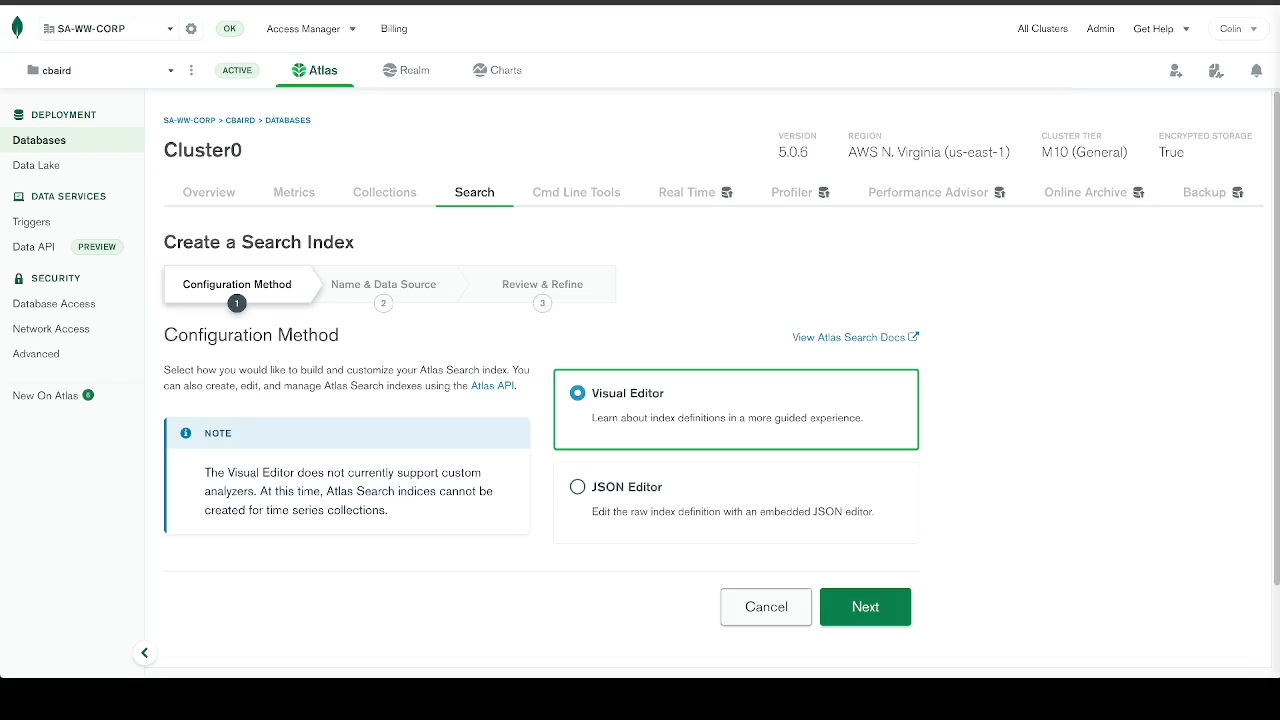 SA-WW-CORP
OK
Access Manager
Billing
All Clusters
Admin
Get Help
Colin
cbaird
ACTIVE
Atlas
Realm
Charts
DEPLOYMENT
Databases
Data Lake
DATA SERVICES
Triggers
Data API PREVIEW
SECURITY
Database Access
Network Access
Advanced
New On Atlas 6
SA-WW-CORP > CBAIRD > DATABASES
Cluster0
VERSION
5.0.6
REGION
AWS N. Virginia (us-east-1)
CLUSTER TIER
M10 (General)
ENCRYPTED STORAGE
True
Overview
Metrics
Collections
Search
Cmd Line Tools
Real Time
Profiler
Performance Advisor
Online Archive
Backup
Create a Search Index
Configuration Method
1
Name & Data Source
2
Review & Refine
3
Configuration Method
View Atlas Search Docs
Select how you would like to build and customize your Atlas Search index. You
can also create, edit, and manage Atlas Search indexes using the Atlas API.
NOTE
The Visual Editor does not currently support custom
analyzers. At this time, Atlas Search indices cannot be
created for time series collections.
Visual Editor
Learn about index definitions in a more guided experience.
JSON Editor
Edit the raw index definition with an embedded JSON editor.
Cancel
Next